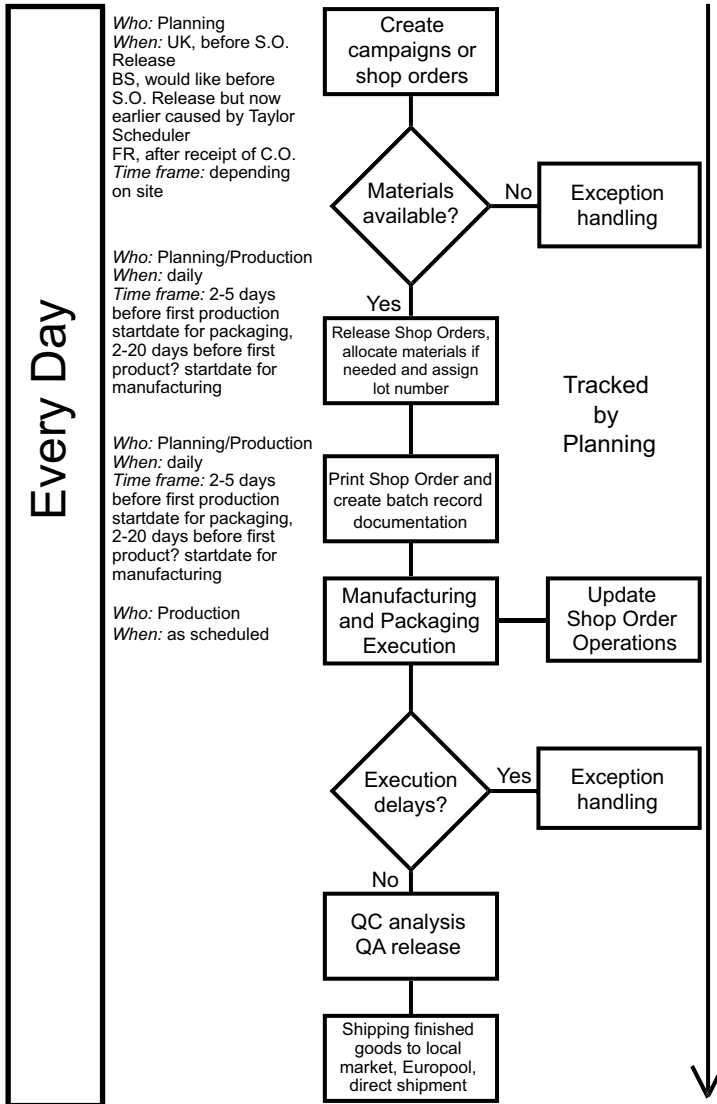 Every Day
Who: Planning
When: UK, before S.O.
Release
BS, would like before
S.O. Release but now
earlier caused by Taylor
Scheduler
FR, after receipt of C.O.
Time frame: depending
on site
Create
campaigns or
shop orders
Materials
available?
No
Exception
handling
Yes
Who: Planning/Production
When: daily
Time frame: 2-5 days
before first production
startdate for packaging,
2-20 days before first
product? startdate for
manufacturing
Release Shop Orders,
allocate materials if
needed and assign
lot number
Tracked
by
Planning
Who: Planning/Production
When: daily
Time frame: 2-5 days
before first production
startdate for packaging,
2-20 days before first
product? startdate for
manufacturing
Print Shop Order and
create batch record
documentation
Who: Production
When: as scheduled
Manufacturing
and Packaging
Execution
Update
Shop Order
Operations
Execution
delays?
Yes
Exception
handling
No
QC analysis
QA release
Shipping finished
goods to local
market, Europool,
direct shipment